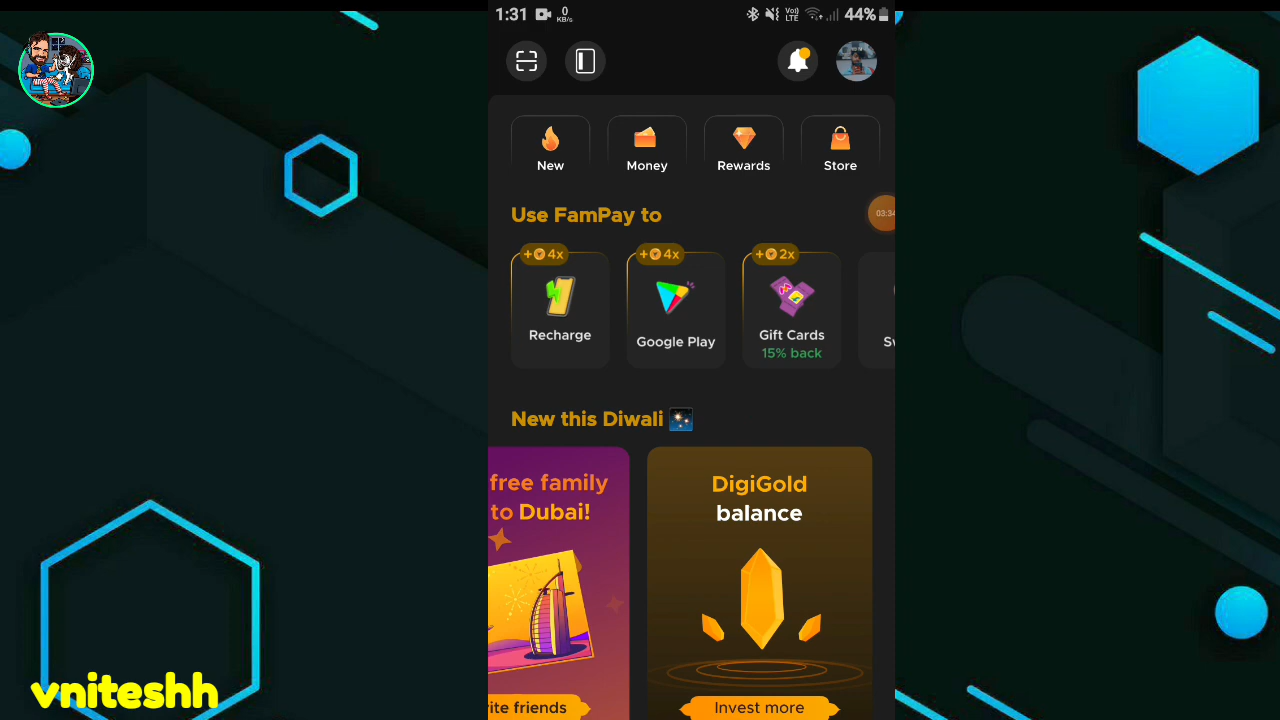 1:31
0
KB/s
Vo))
LTE
44%
New
Money
Rewards
Store
Use FamPay to
03:34
+ 4x
+ 4x
+ 2x
Recharge
Google Play
Gift Cards
15% back
New this Diwali
free family
to Dubai!
DigiGold
balance
ite friends
Invest more
vniteshh